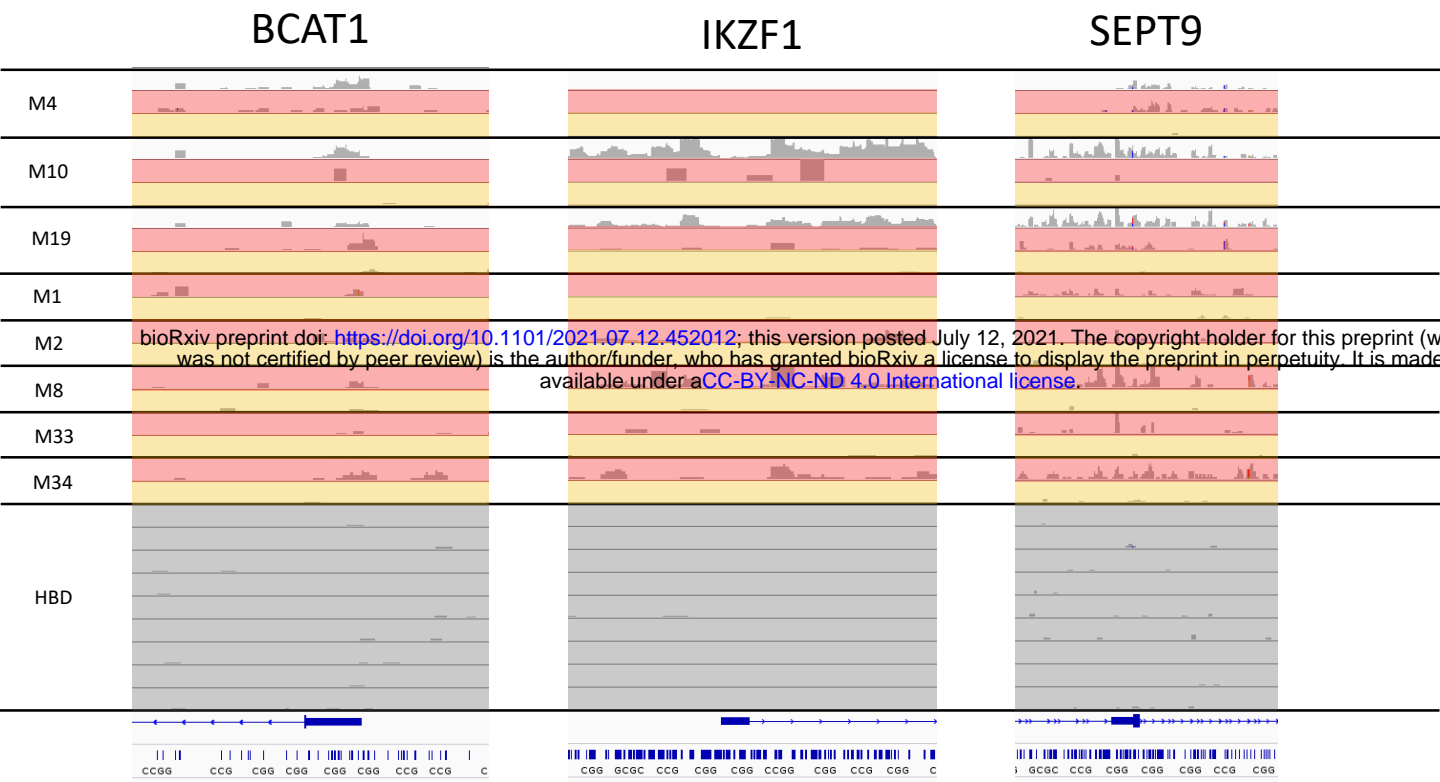 BCAT1 IKZF1 SEPT9
M4
M10
M19
M1
M2
bioRxiv preprint doi: https://doi.org/10.1101/2021.07.12.452012; this version posted July 12, 2021. The copyright holder for this preprint (w
was not certified by peer review) is the author/funder, who has granted bioRxiv a license to display the preprint in perpetuity. It is made
available under aCC-BY-NC-ND 4.0 International license.
M8
M33
M34
HBD
CCGG CCG CGG CGG CGG CGG CCG CCG C CGG GCGC CCG CGG CGG CCGG CGG CCG CGG C GCGC CCG CGG CGG CGG CCG CGG